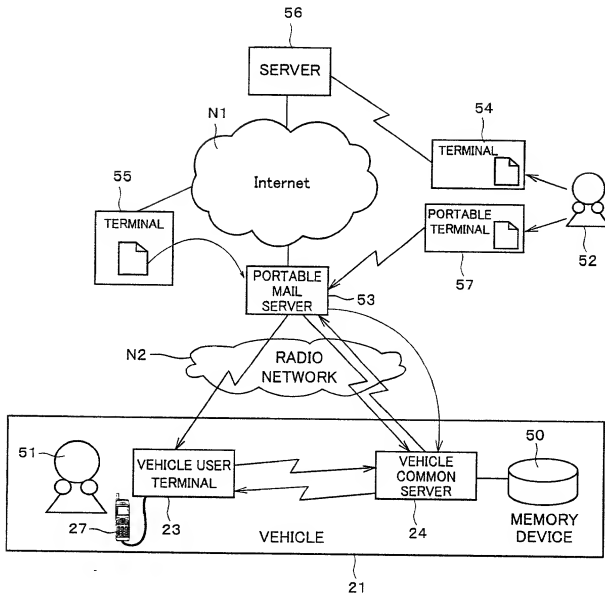 56
SERVER
N1
54
TERMINAL
Internet
55
TERMINAL
PORTABLE
TERMINAL
52
57
PORTABLE
MAIL
SERVER
53
N2
RADIO
NETWORK
51
50
VEHICLE USER
TERMINAL
VEHICLE
COMMON
SERVER
27
23
24
MEMORY
DEVICE
VEHICLE
21